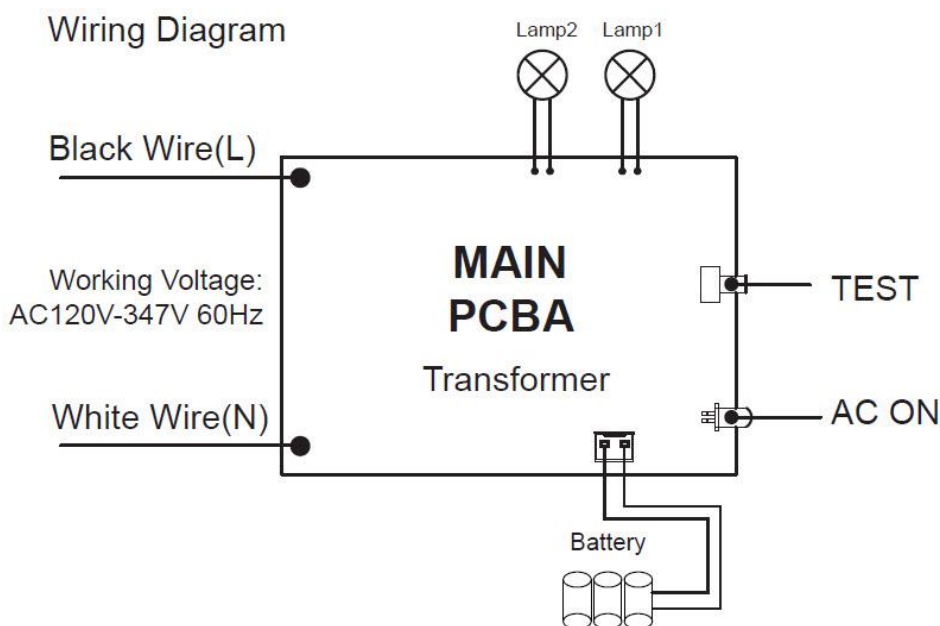 Wiring Diagram
Lamp2 Lamp1
Black Wire(L)
Working Voltage:
AC120V-347V 60Hz
MAIN
PCBA
Transformer
TEST
White Wire(N)
AC ON
Battery